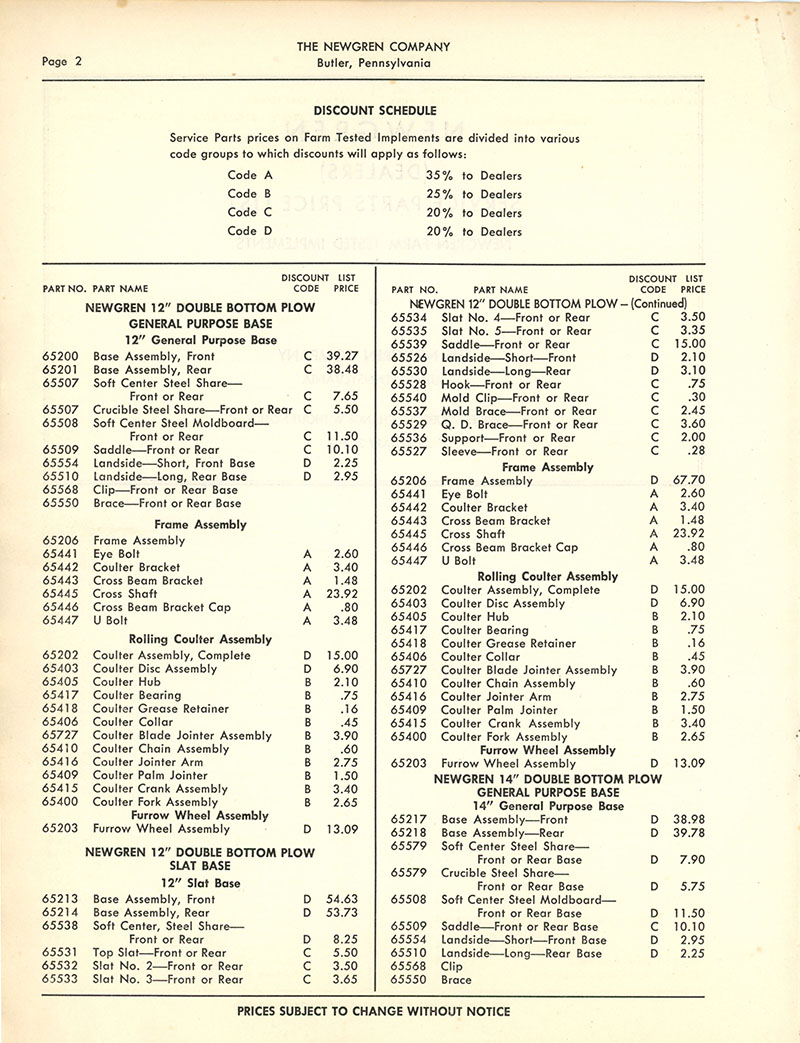 THE NEWGREN COMPANY
Page 2
Butler, Pennsylvania
DISCOUNT SCHEDULE
Service Parts prices on Farm Tested Implements are divided into various
code groups to which discounts will apply as follows:
Code A 35% to Dealers
Code B 25% to Dealers
Code C 20% to Dealers
Code D 20% to Dealers
DISCOUNT LIST
PART NO. PART NAME CODE PRICE
NEWGREN 12" DOUBLE BOTTOM PLOW
GENERAL PURPOSE BASE
12" General Purpose Base
65200 Base Assembly, Front C 39.27
65201 Base Assembly, Rear C 38.48
65507 Soft Center Steel Share—
Front or Rear C 7.65
65507 Crucible Steel Share—Front or Rear C 5.50
65508 Soft Center Steel Moldboard—
Front or Rear C 11.50
65509 Saddle—Front or Rear C 10.10
65554 Landside—Short, Front Base D 2.25
65510 Landside—Long, Rear Base D 2.95
65568 Clip—Front or Rear Base
65550 Brace—Front or Rear Base
Frame Assembly
65206 Frame Assembly
65441 Eye Bolt A 2.60
65442 Coulter Bracket A 3.40
65443 Cross Beam Bracket A 1.48
65445 Cross Shaft A 23.92
65446 Cross Beam Bracket Cap A .80
65447 U Bolt A 3.48
Rolling Coulter Assembly
65202 Coulter Assembly, Complete D 15.00
65403 Coulter Disc Assembly D 6.90
65405 Coulter Hub B 2.10
65417 Coulter Bearing B .75
65418 Coulter Grease Retainer B .16
65406 Coulter Collar B .45
65727 Coulter Blade Jointer Assembly B 3.90
65410 Coulter Chain Assembly B .60
65416 Coulter Jointer Arm B 2.75
65409 Coulter Palm Jointer B 1.50
65415 Coulter Crank Assembly B 3.40
65400 Coulter Fork Assembly B 2.65
Furrow Wheel Assembly
65203 Furrow Wheel Assembly D 13.09
NEWGREN 12" DOUBLE BOTTOM PLOW
SLAT BASE
12" Slat Base
65213 Base Assembly, Front D 54.63
65214 Base Assembly, Rear D 53.73
65538 Soft Center, Steel Share—
Front or Rear D 8.25
65531 Top Slat—Front or Rear C 5.50
65532 Slat No. 2—Front or Rear C 3.50
65533 Slat No. 3—Front or Rear C 3.65
DISCOUNT LIST
PART NO. PART NAME CODE PRICE
NEWGREN 12" DOUBLE BOTTOM PLOW — (Continued)
65534 Slat No. 4—Front or Rear C 3.50
65535 Slat No. 5—Front or Rear C 3.35
65539 Saddle—Front or Rear C 15.00
65526 Landside—Short—Front D 2.10
65530 Landside—Long—Rear D 3.10
65528 Hook—Front or Rear C .75
65540 Mold Clip—Front or Rear C .30
65537 Mold Brace—Front or Rear C 2.45
65529 Q. D. Brace—Front or Rear C 3.60
65536 Support—Front or Rear C 2.00
65527 Sleeve—Front or Rear C .28
Frame Assembly
65206 Frame Assembly D 67.70
65441 Eye Bolt A 2.60
65442 Coulter Bracket A 3.40
65443 Cross Beam Bracket A 1.48
65445 Cross Shaft A 23.92
65446 Cross Beam Bracket Cap A .80
65447 U Bolt A 3.48
Rolling Coulter Assembly
65202 Coulter Assembly, Complete D 15.00
65403 Coulter Disc Assembly D 6.90
65405 Coulter Hub B 2.10
65417 Coulter Bearing B .75
65418 Coulter Grease Retainer B .16
65406 Coulter Collar B .45
65727 Coulter Blade Jointer Assembly B 3.90
65410 Coulter Chain Assembly B .60
65416 Coulter Jointer Arm B 2.75
65409 Coulter Palm Jointer B 1.50
65415 Coulter Crank Assembly B 3.40
65400 Coulter Fork Assembly B 2.65
Furrow Wheel Assembly
65203 Furrow Wheel Assembly D 13.09
NEWGREN 14" DOUBLE BOTTOM PLOW
GENERAL PURPOSE BASE
14" General Purpose Base
65217 Base Assembly—Front D 38.98
65218 Base Assembly—Rear D 39.78
65579 Soft Center Steel Share—
Front or Rear Base D 7.90
65579 Crucible Steel Share—
Front or Rear Base D 5.75
65508 Soft Center Steel Moldboard—
Front or Rear Base D 11.50
65509 Saddle—Front or Rear Base C 10.10
65554 Landside—Short—Front Base D 2.95
65510 Landside—Long—Rear Base D 2.25
65568 Clip
65550 Brace
PRICES SUBJECT TO CHANGE WITHOUT NOTICE